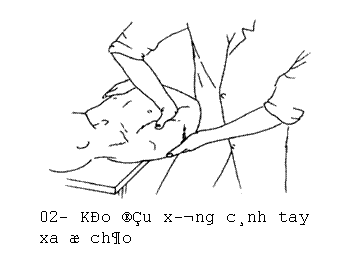 02- KÐo ®Çu x-¬ng c¸nh tay
xa æ ch¶o